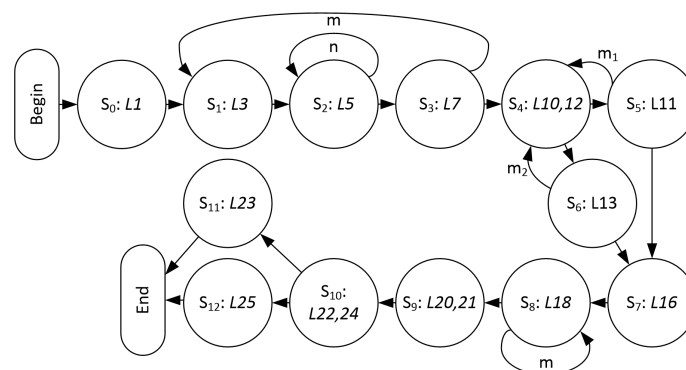 m
n
m₁
Begin
S₀: L1
S₁: L3
S₂: L5
S₃: L7
S₄: L10,12
S₅: L11
m₂
S₆: L13
S₁₁: L23
End
S₁₂: L25
S₁₀:
L22,24
S₉: L20,21
S₈: L18
S₇: L16
m